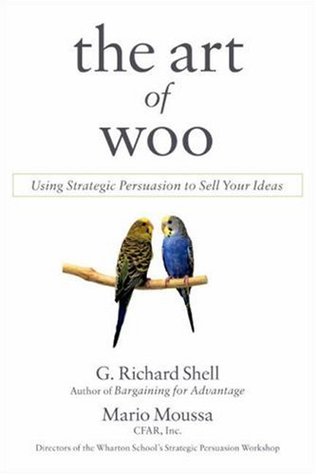 the art
of
woo
Using Strategic Persuasion to Sell Your Ideas
G. Richard Shell
Author of Bargaining for Advantage
Mario Moussa
CFAR, Inc.
Directors of the Wharton School's Strategic Persuasion Workshop